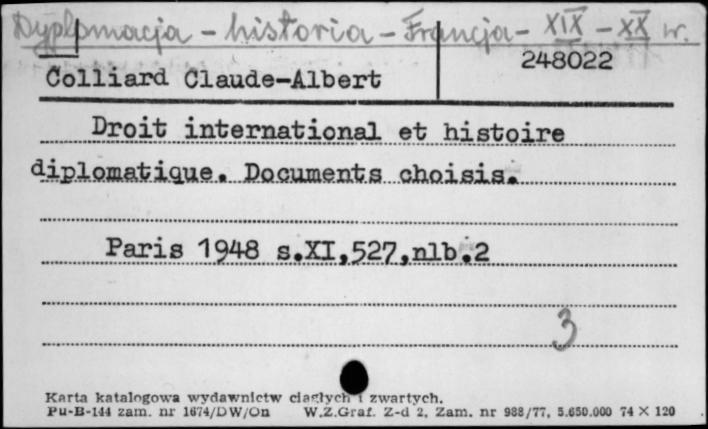 Dyplomacja - historia - Francja - XIX - XX w.
248022
Colliard Claude-Albert
Droit international et histoire
diplomatique. Documents choisis.
Paris 1948 s.XI,527,nlb.2
3
Karta katalogowa wydawnictw ciągłych i zwartych.
Pu-B-144 zam. nr 1674/DW/On W.Z.Graf. Z-d 2, Zam. nr 988/77, 5.650.000 74 X 120